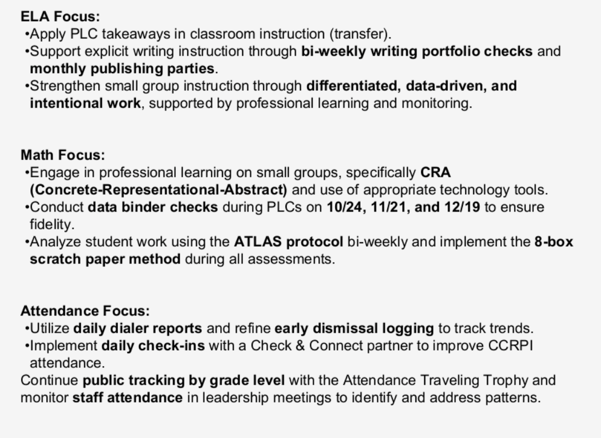 ELA Focus:
•Apply PLC takeaways in classroom instruction (transfer).
•Support explicit writing instruction through bi-weekly writing portfolio checks and
monthly publishing parties.
•Strengthen small group instruction through differentiated, data-driven, and
intentional work, supported by professional learning and monitoring.
Math Focus:
•Engage in professional learning on small groups, specifically CRA
(Concrete-Representational-Abstract) and use of appropriate technology tools.
•Conduct data binder checks during PLCs on 10/24, 11/21, and 12/19 to ensure
fidelity.
•Analyze student work using the ATLAS protocol bi-weekly and implement the 8-box
scratch paper method during all assessments.
Attendance Focus:
•Utilize daily dialer reports and refine early dismissal logging to track trends.
•Implement daily check-ins with a Check & Connect partner to improve CCRPI
attendance.
Continue public tracking by grade level with the Attendance Traveling Trophy and
monitor staff attendance in leadership meetings to identify and address patterns.